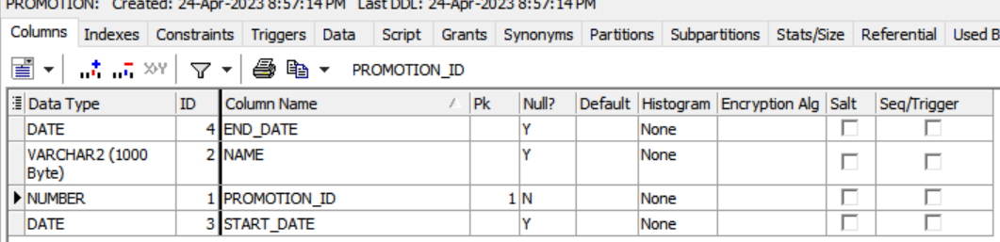 PROMOTION: Created: 24-Apr-2023 8:57:14 PM Last DDL: 24-Apr-2023 8:57:14 PM
Columns Indexes Constraints Triggers Data Script Grants Synonyms Partitions Subpartitions Stats/Size Referential Used B
X+Y PROMOTION_ID
Data Type ID Column Name Pk Null? Default Histogram Encryption Alg Salt Seq/Trigger
DATE 4 END_DATE Y None
VARCHAR2 (1000 2 NAME Y None
Byte)
NUMBER 1 PROMOTION_ID 1 N None
DATE 3 START_DATE Y None